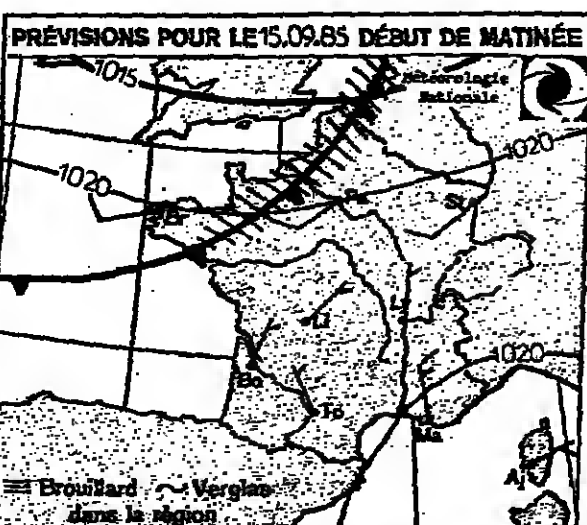 PRÉVISIONS POUR LE 15.09.85 DÉBUT DE MATINÉE
1015
Météorologie
Nationale
1020
1020
Br
Pa
St
Li
Ly
1020
Bo
To
Ma
Aj
Brouillard Verglas
dans la région